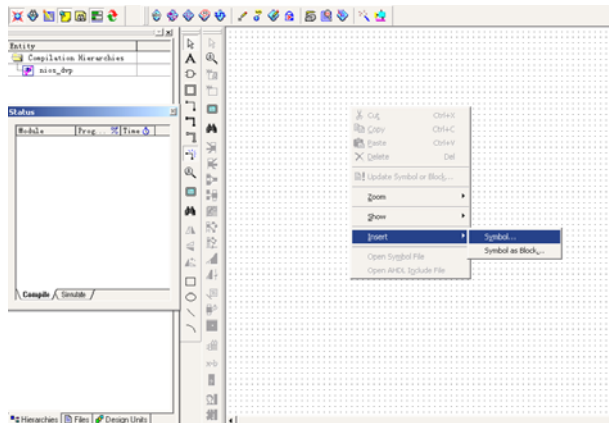 Entity
Compilation Hierarchies
nios_dvp
Status
Module Prog... % Time
Compile Simulate
Hierarchies Files Design Units
Cut Ctrl+X
Copy Ctrl+C
Paste Ctrl+V
Delete Del
Update Symbol or Block...
Zoom
Show
Insert
Symbol...
Symbol as Block...
Open Symbol File
Open AHDL Include File